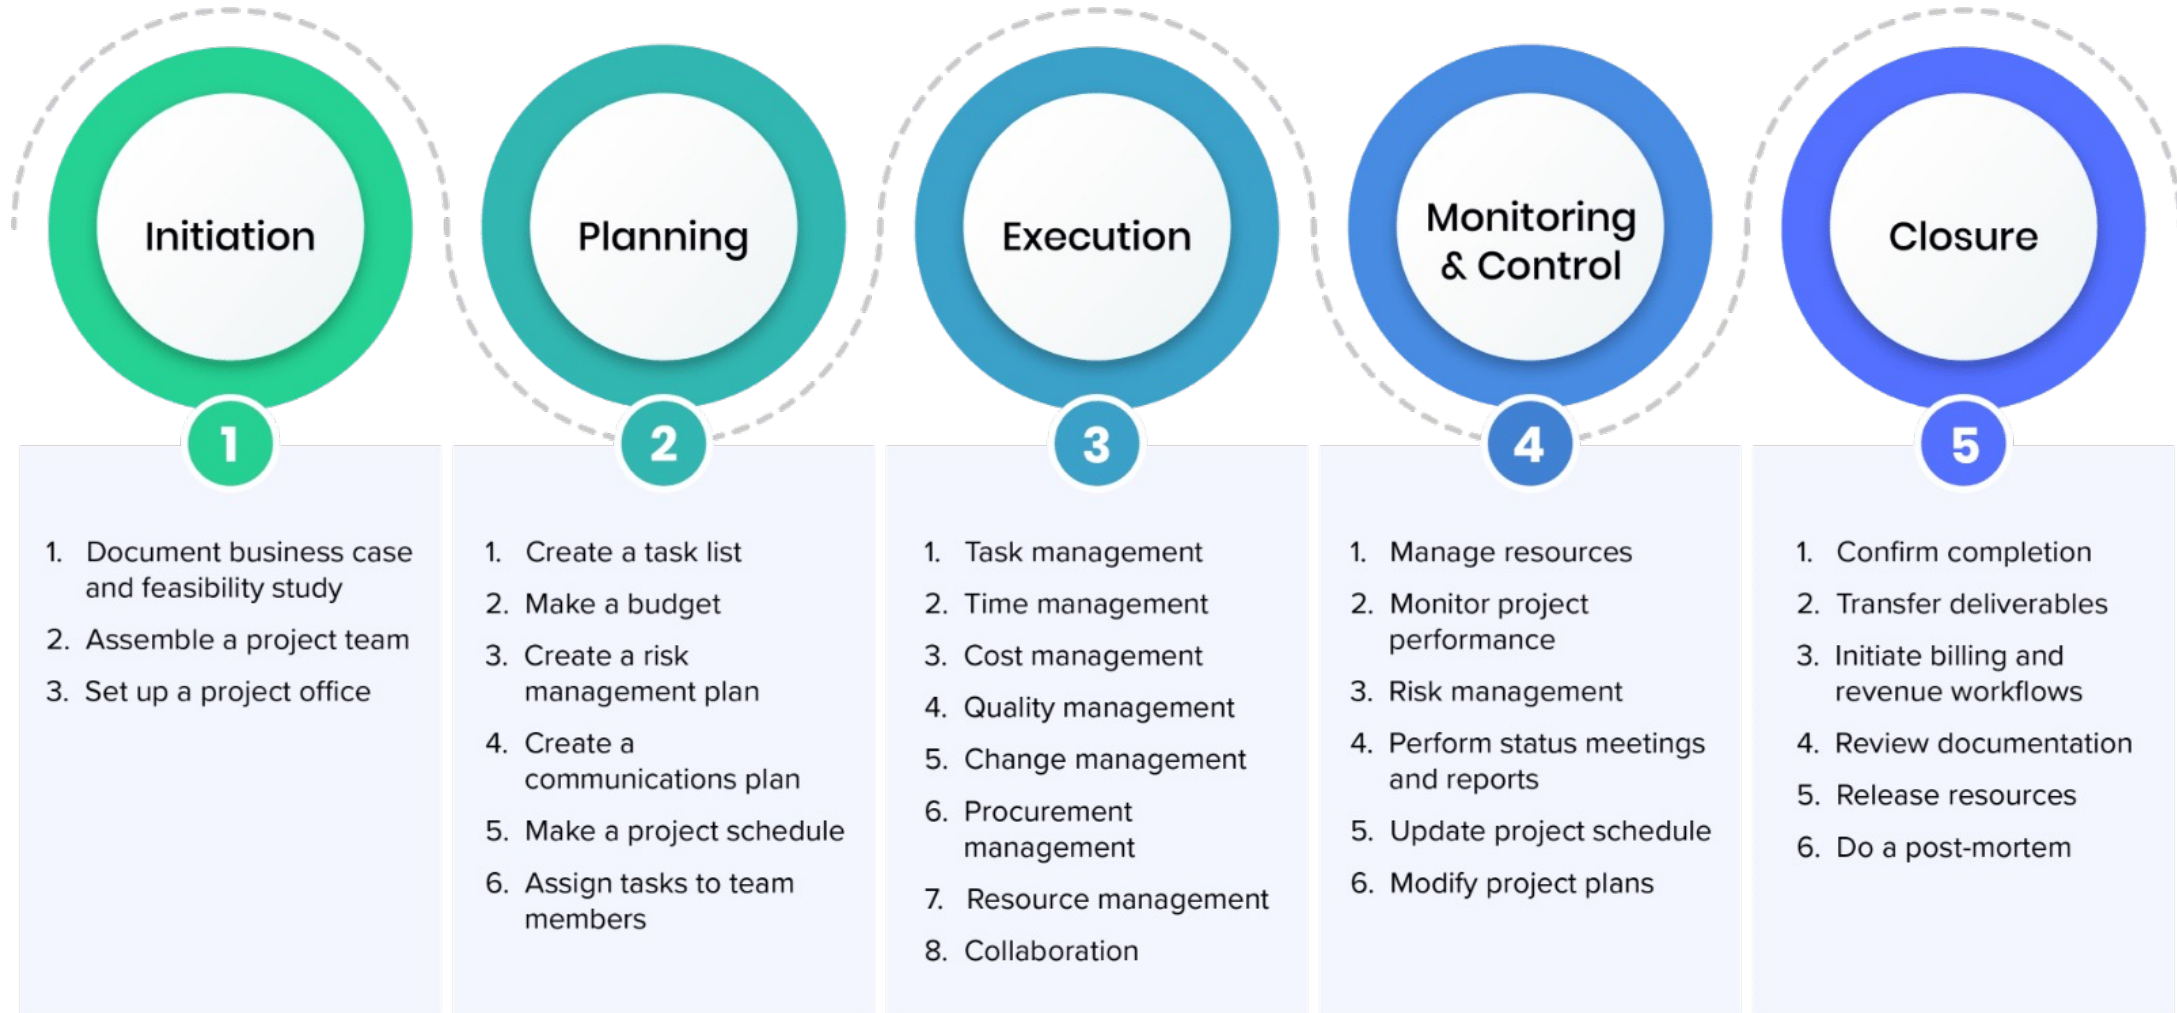 Initiation
1
1. Document business case
and feasibility study
2. Assemble a project team
3. Set up a project office
Planning
2
1. Create a task list
2. Make a budget
3. Create a risk
management plan
4. Create a
communications plan
5. Make a project schedule
6. Assign tasks to team
members
Execution
3
1. Task management
2. Time management
3. Cost management
4. Quality management
5. Change management
6. Procurement
management
7. Resource management
8. Collaboration
Monitoring
& Control
4
1. Manage resources
2. Monitor project
performance
3. Risk management
4. Perform status meetings
and reports
5. Update project schedule
6. Modify project plans
Closure
5
1. Confirm completion
2. Transfer deliverables
3. Initiate billing and
revenue workflows
4. Review documentation
5. Release resources
6. Do a post-mortem